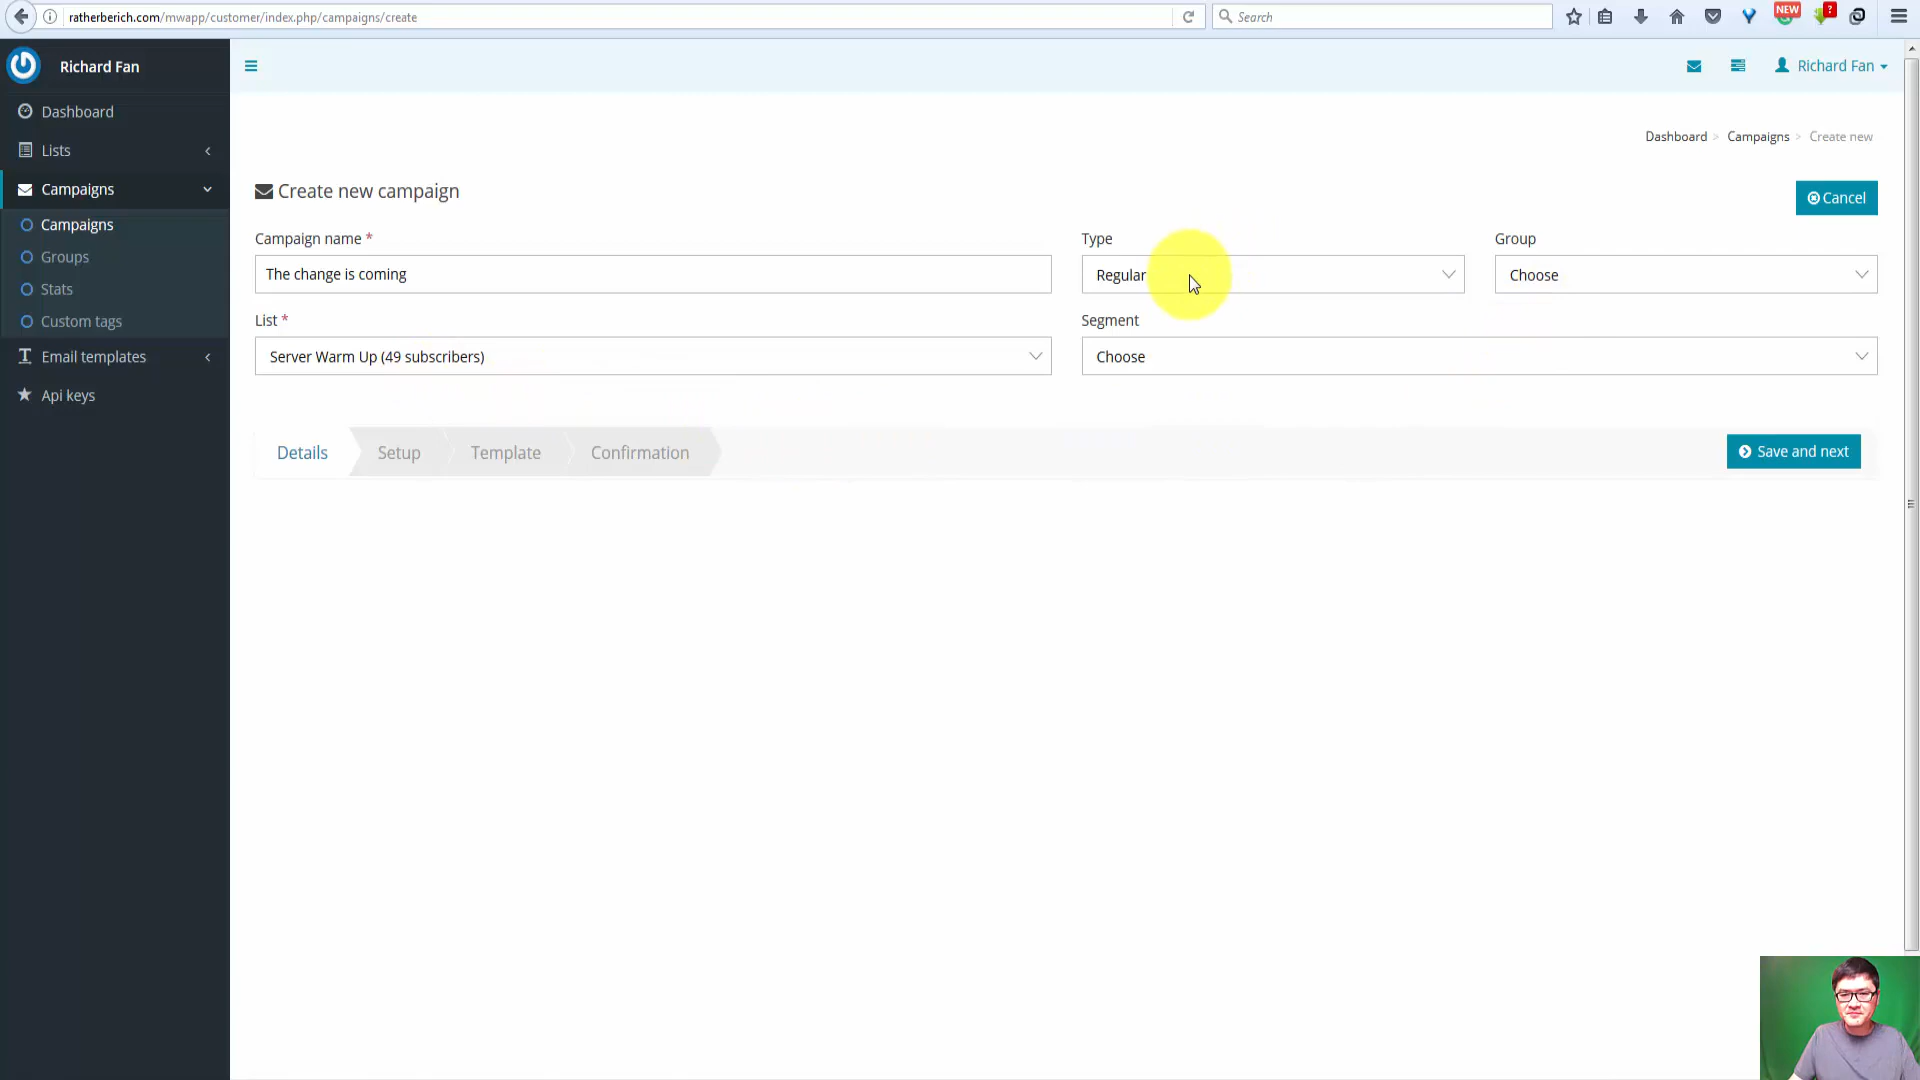 ratherberich.com/mwapp/customer/index.php/campaigns/create
Search
NEW
?
Richard Fan
Richard Fan
Dashboard
Lists
Campaigns
Campaigns
Groups
Stats
Custom tags
Email templates
Api keys
Dashboard > Campaigns > Create new
Create new campaign
Cancel
Campaign name *
Type
Group
The change is coming
Regular
Choose
List *
Segment
Server Warm Up (49 subscribers)
Choose
Details
Setup
Template
Confirmation
Save and next